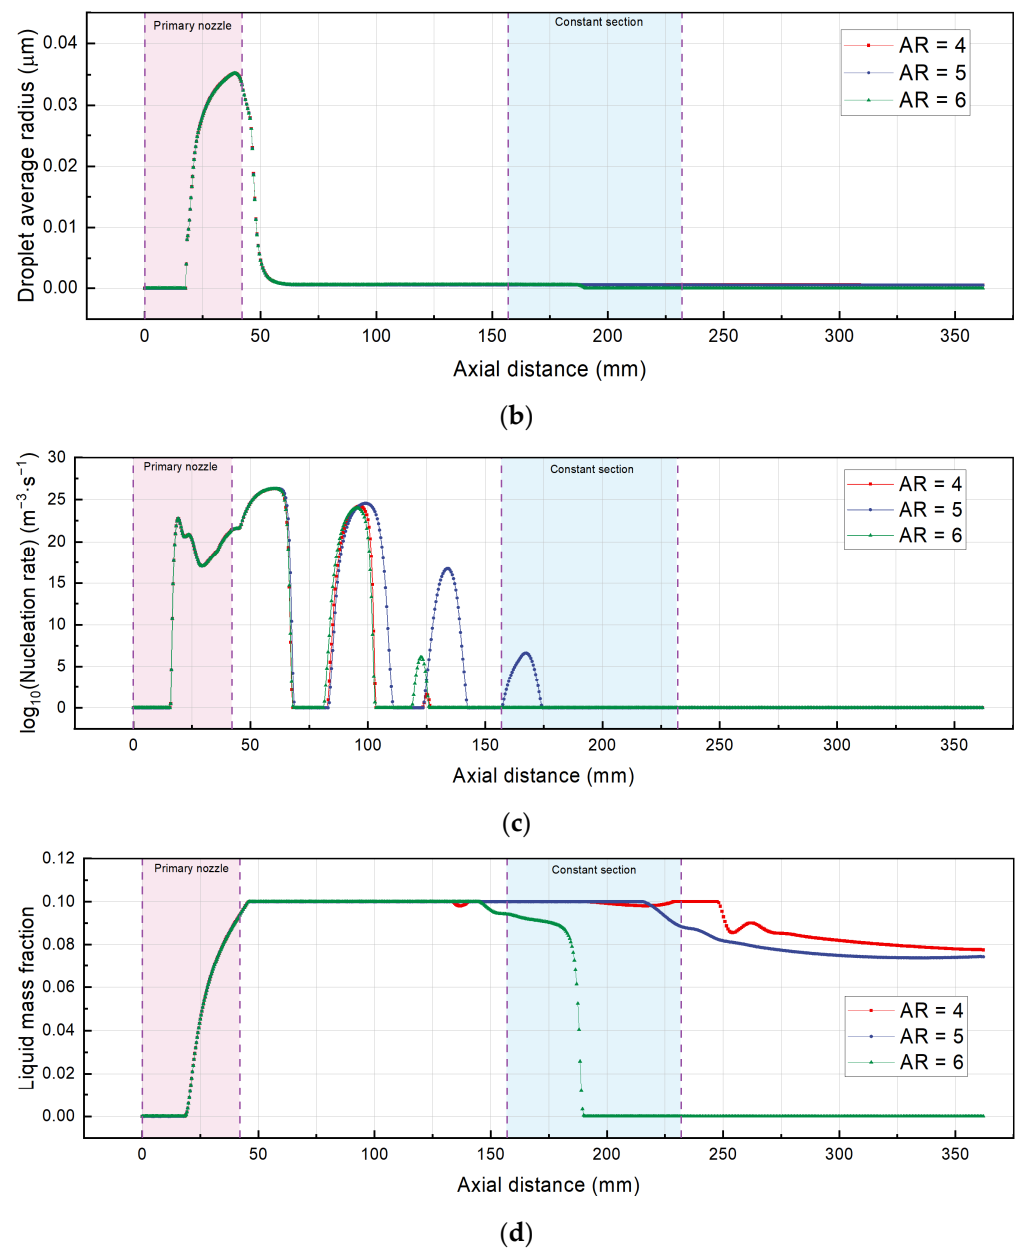 Primary nozzle
Constant section
0.04
0.03
0.02
0.01
0.00
Droplet average radius (μm)
AR = 4
AR = 5
AR = 6
0 50 100 150 200 250 300 350
Axial distance (mm)
(b)
Primary nozzle
Constant section
30
25
20
15
10
5
0
log₁₀(Nucleation rate) (m⁻³·s⁻¹)
AR = 4
AR = 5
AR = 6
0 50 100 150 200 250 300 350
Axial distance (mm)
(c)
Primary nozzle
Constant section
0.12
0.10
0.08
0.06
0.04
0.02
0.00
Liquid mass fraction
AR = 4
AR = 5
AR = 6
0 50 100 150 200 250 300 350
Axial distance (mm)
(d)